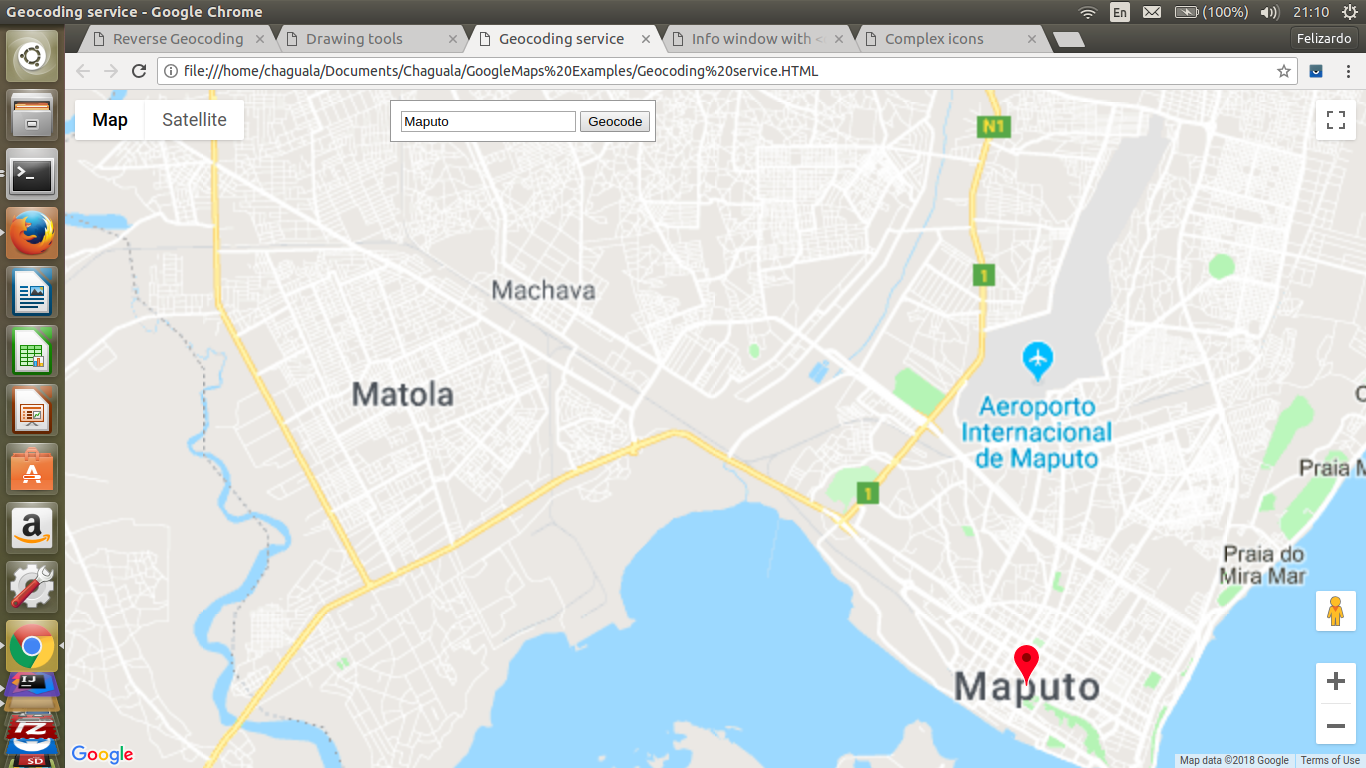 Geocoding service - Google Chrome
En
(100%)
21:10
Reverse Geocoding
Drawing tools
Geocoding service
Info window with
Complex icons
Felizardo
file:///home/chaguala/Documents/Chaguala/GoogleMaps%20Examples/Geocoding%20service.HTML
Map
Satellite
Maputo
Geocode
N1
1
Machava
Matola
Aeroporto
Internacional
de Maputo
1
Praia M
Praia do
Mira Mar
Maputo
Google
Map data ©2018 Google
Terms of Use
IJ
FZ
SD
a